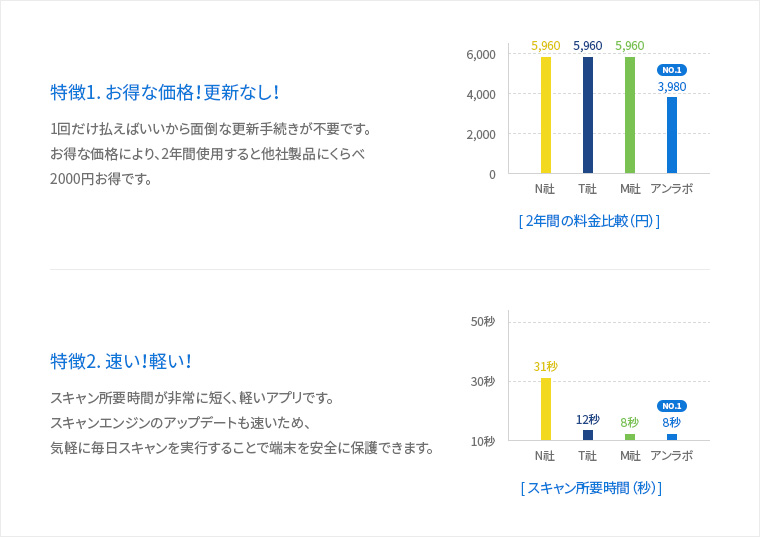 特徴1. お得な価格！更新なし！
1回だけ払えばいいから面倒な更新手続きが不要です。
お得な価格により、2年間使用すると他社製品にくらべ
2000円お得です。
5,960 5,960 5,960
6,000
NO.1
3,980
4,000
2,000
0
N社 T社 M社 アンラボ
[ 2年間の料金比較（円）]
特徴2. 速い！軽い！
スキャン所要時間が非常に短く、軽いアプリです。
スキャンエンジンのアップデートも速いため、
気軽に毎日スキャンを実行することで端末を安全に保護できます。
50秒
31秒
30秒
NO.1
12秒 8秒 8秒
10秒
N社 T社 M社 アンラボ
[ スキャン所要時間（秒）]